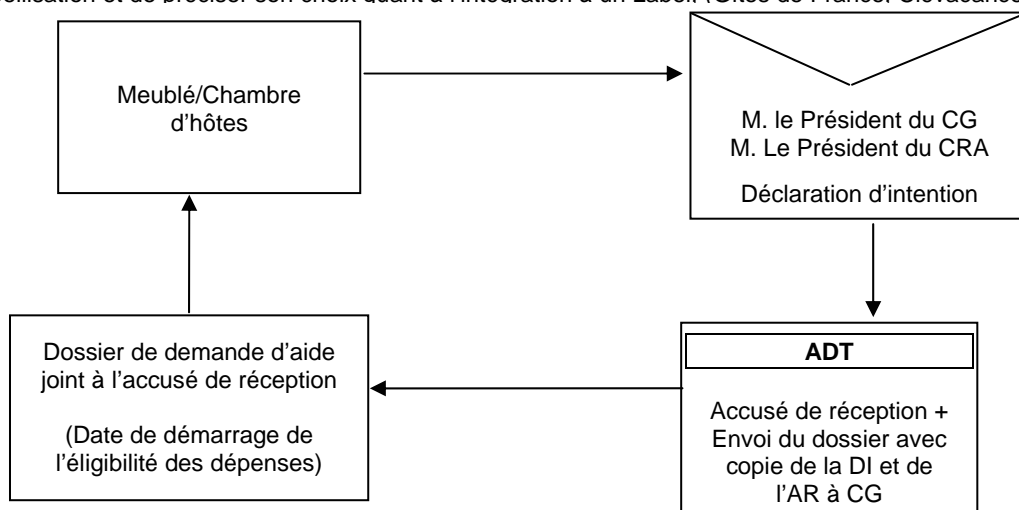 Meublé/Chambre
d'hôtes
M. le Président du CG
M. Le Président du CRA
Déclaration d'intention
Dossier de demande d'aide
joint à l'accusé de réception
(Date de démarrage de
l'éligibilité des dépenses)
ADT
Accusé de réception +
Envoi du dossier avec
copie de la DI et de
l'AR à CG